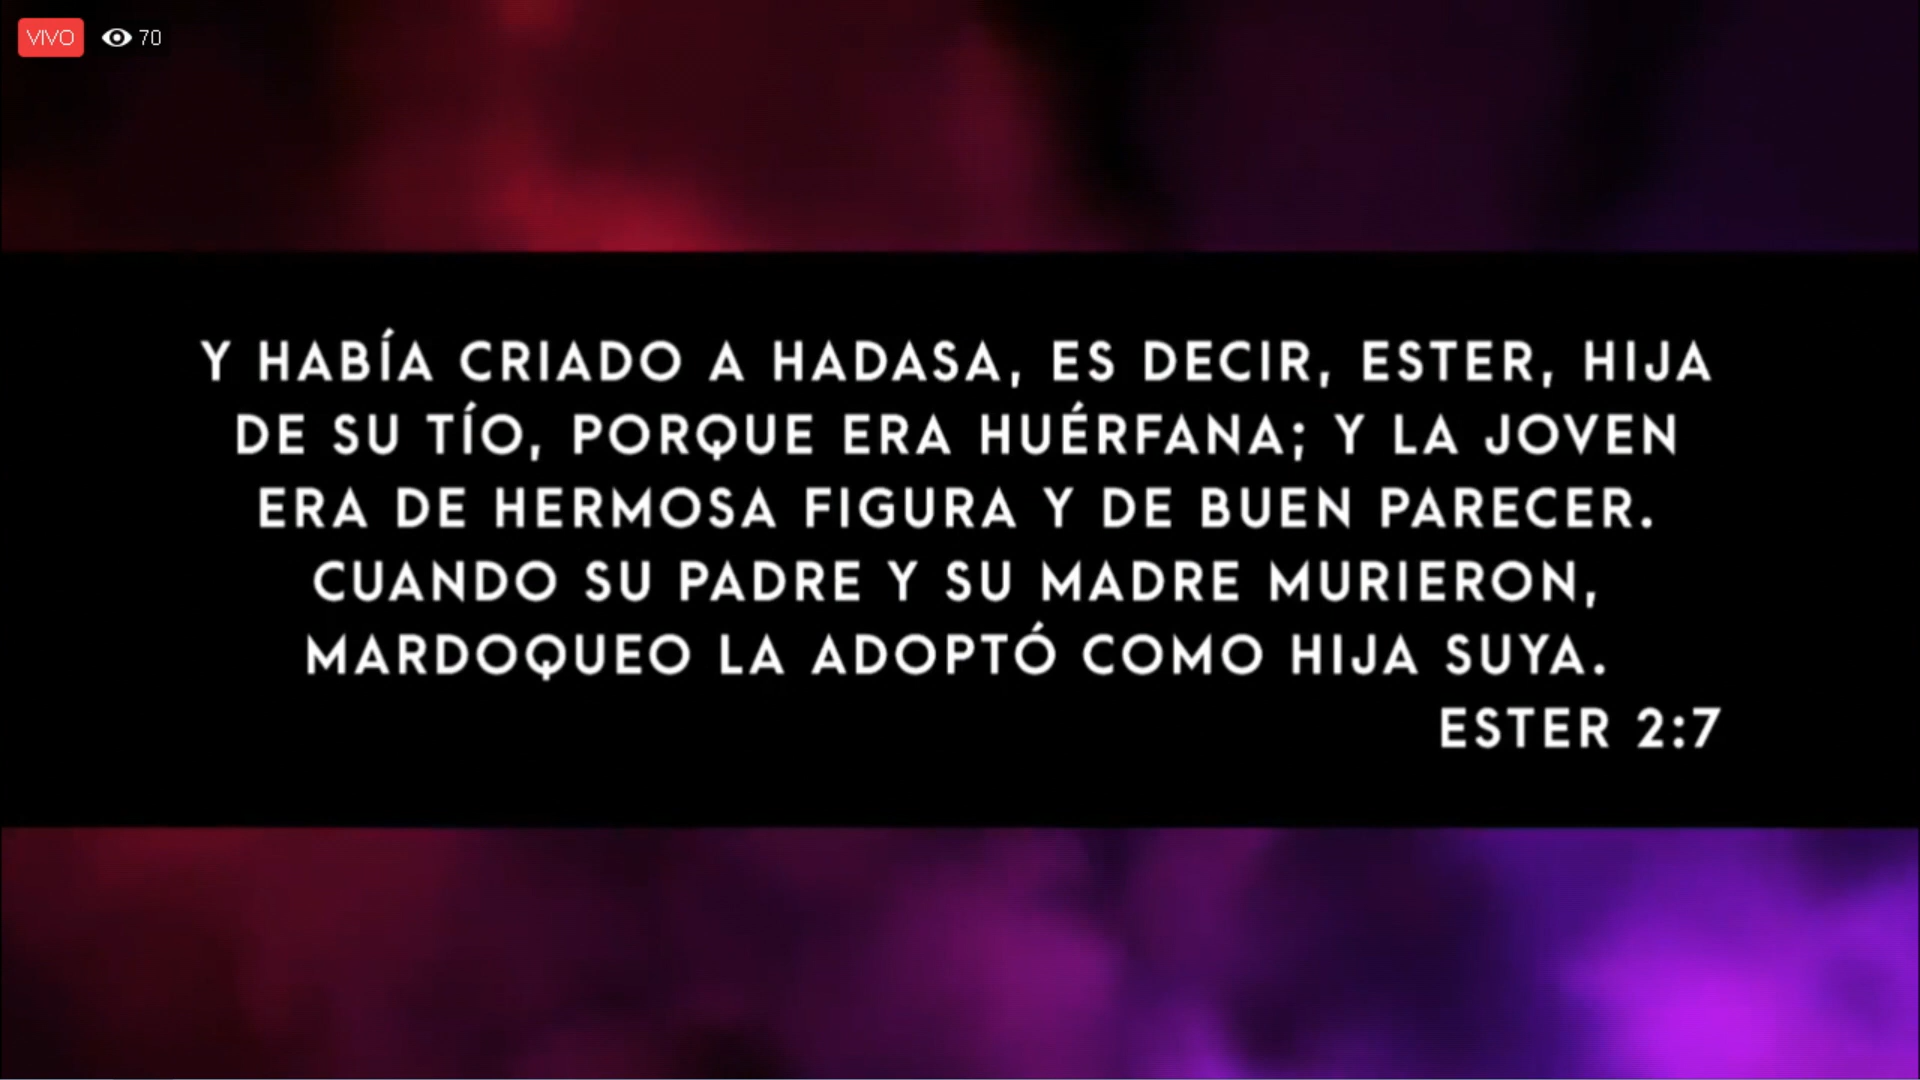 VIVO 70
Y HABÍA CRIADO A HADASA, ES DECIR, ESTER, HIJA
DE SU TÍO, PORQUE ERA HUÉRFANA; Y LA JOVEN
ERA DE HERMOSA FIGURA Y DE BUEN PARECER.
CUANDO SU PADRE Y SU MADRE MURIERON,
MARDOQUEO LA ADOPTÓ COMO HIJA SUYA.
ESTER 2:7